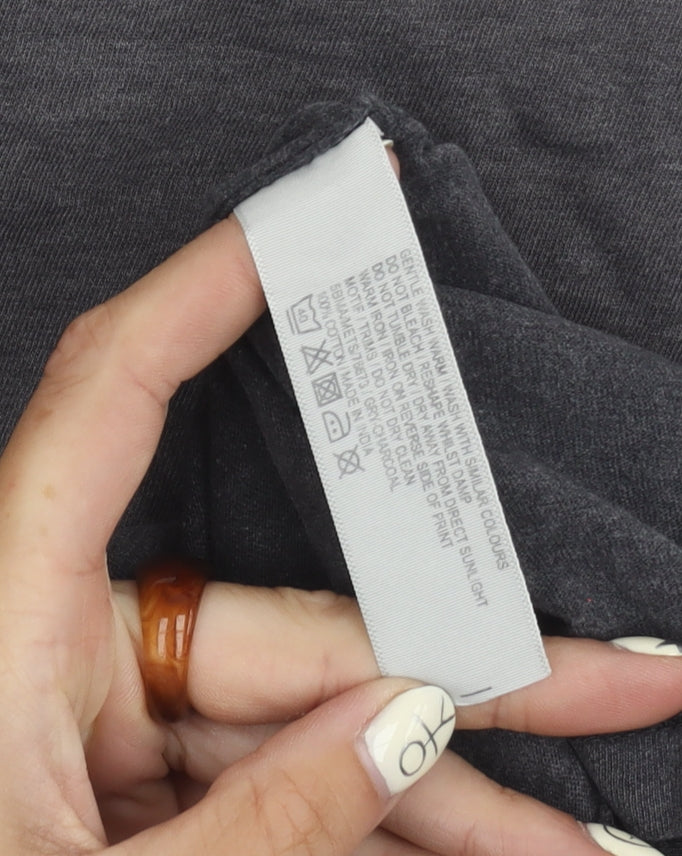 GENTLE WASH WARM / WASH WITH SIMILAR COLOURS
DO NOT BLEACH / RESHAPE WHILST DAMP
DO NOT TUMBLE DRY / DRY AWAY FROM DIRECT SUNLIGHT
WARM IRON / IRON ON REVERSE SIDE OF PRINT
MOTIF / TRIMS / DO NOT DRY CLEAN
GRY-CHARCOAL
100% COTTON MADE IN INDIA
40